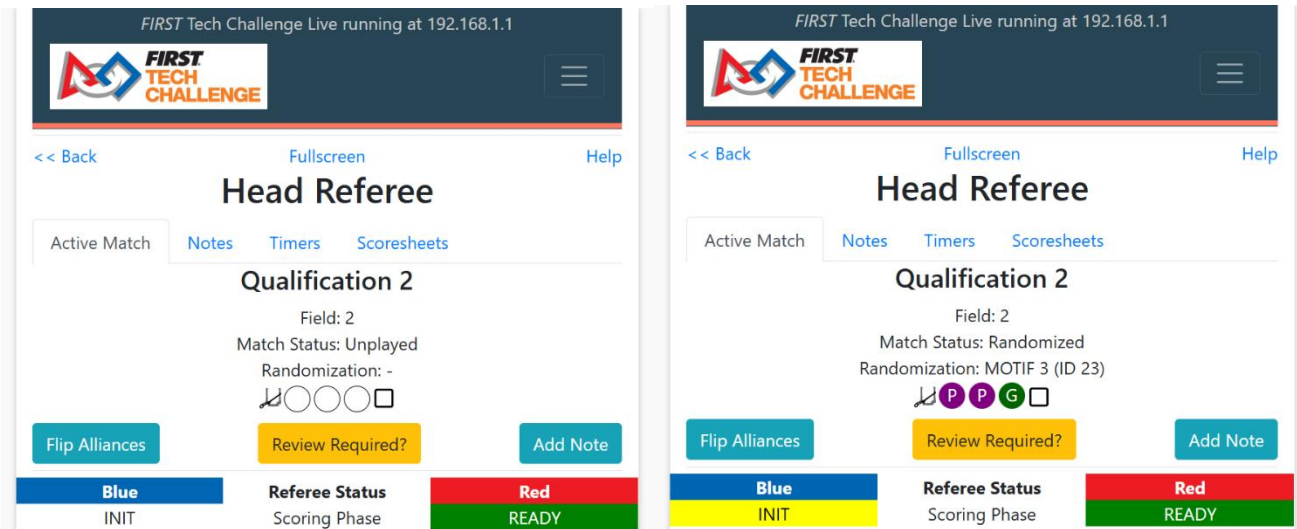 FIRST Tech Challenge Live running at 192.168.1.1
FIRST
TECH
CHALLENGE
<< Back Fullscreen Help
Head Referee
Active Match Notes Timers Scoresheets
Qualification 2
Field: 2
Match Status: Unplayed
Randomization: -
Flip Alliances Review Required? Add Note
Blue Referee Status Red
INIT Scoring Phase READY
FIRST Tech Challenge Live running at 192.168.1.1
FIRST
TECH
CHALLENGE
<< Back Fullscreen Help
Head Referee
Active Match Notes Timers Scoresheets
Qualification 2
Field: 2
Match Status: Randomized
Randomization: MOTIF 3 (ID 23)
P P G
Flip Alliances Review Required? Add Note
Blue Referee Status Red
INIT Scoring Phase READY